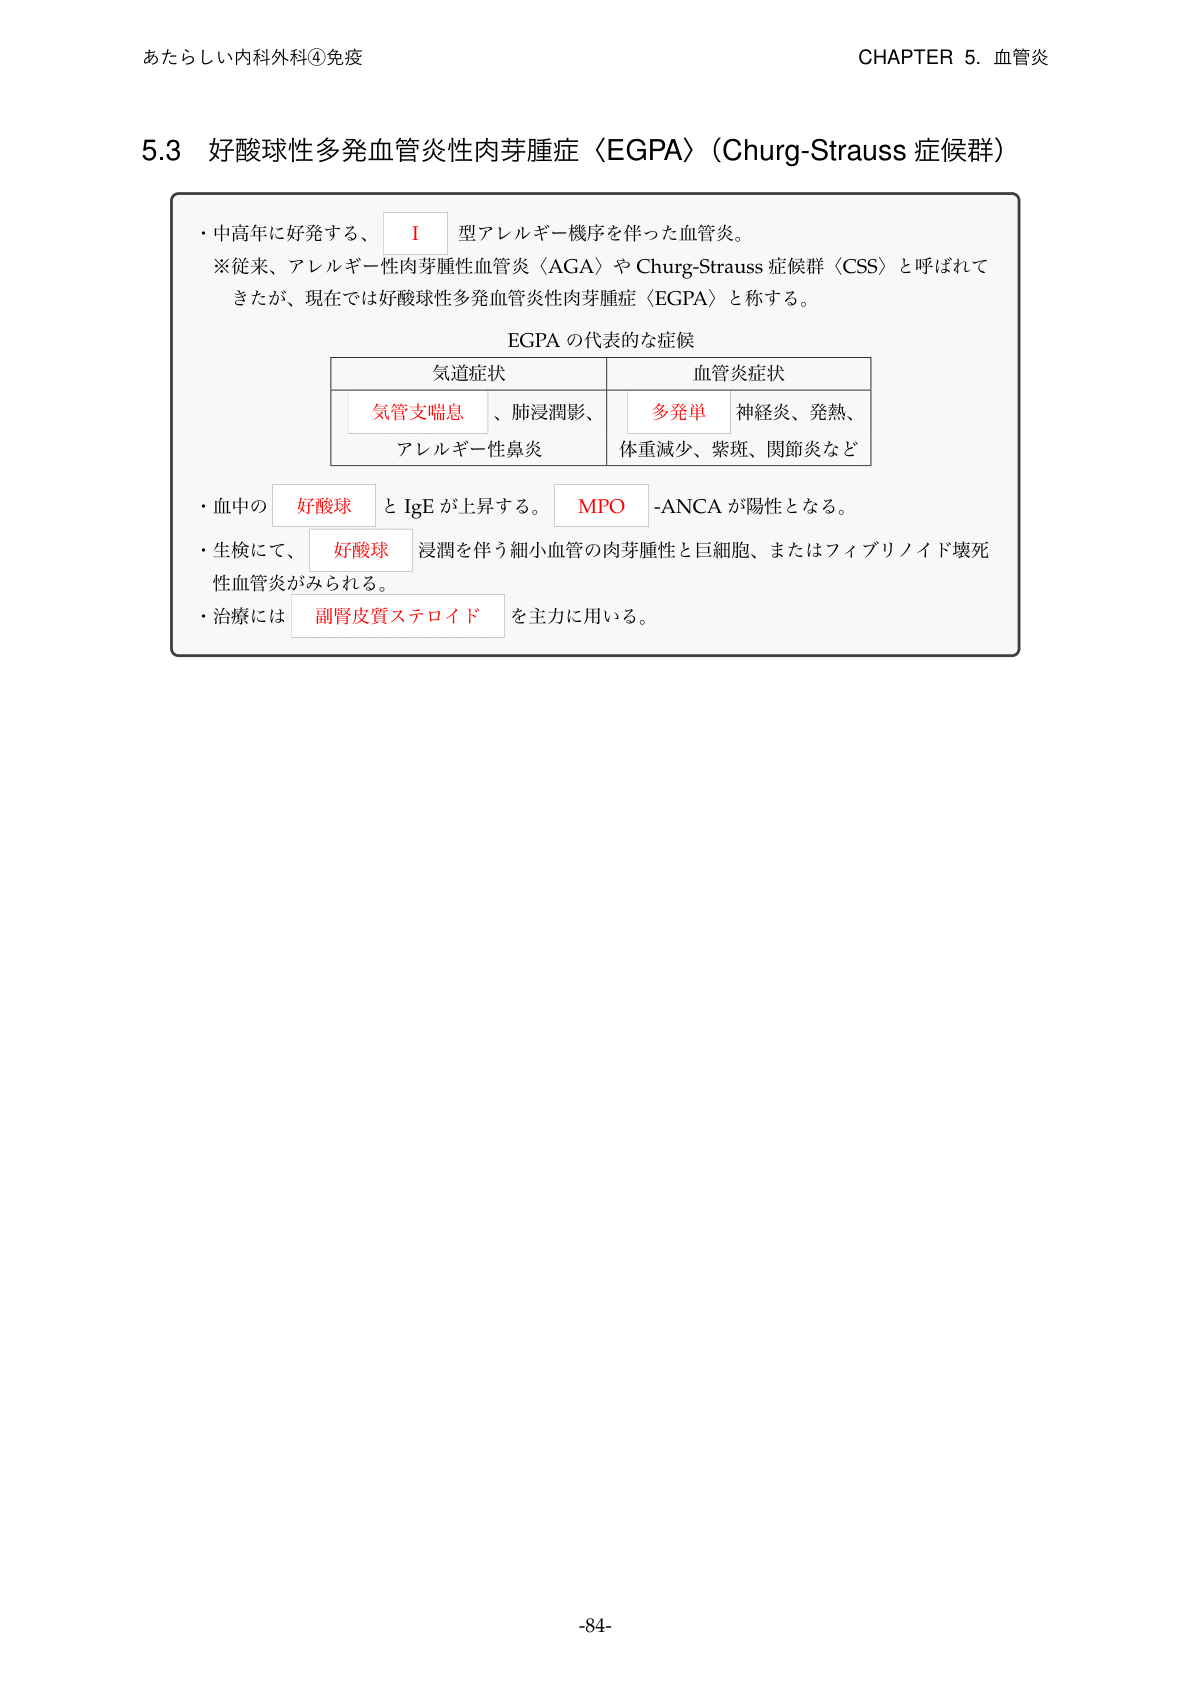 あたらしい内科外科④免疫 CHAPTER 5. 血管炎
5.3 好酸球性多発血管炎性肉芽腫症〈EGPA〉（Churg-Strauss 症候群）
・中高年に好発する、 I 型アレルギー機序を伴った血管炎。
※従来、アレルギー性肉芽腫性血管炎〈AGA〉や Churg-Strauss 症候群〈CSS〉と呼ばれて
きたが、現在では好酸球性多発血管炎性肉芽腫症〈EGPA〉と称する。
EGPA の代表的な症候
気道症状 血管炎症状
気管支喘息 、肺浸潤影、 多発単 神経炎、発熱、
アレルギー性鼻炎 体重減少、紫斑、関節炎など
・血中の 好酸球 と IgE が上昇する。 MPO -ANCA が陽性となる。
・生検にて、 好酸球 浸潤を伴う細小血管の肉芽腫性と巨細胞、またはフィブリノイド壊死
性血管炎がみられる。
・治療には 副腎皮質ステロイド を主力に用いる。
-84-